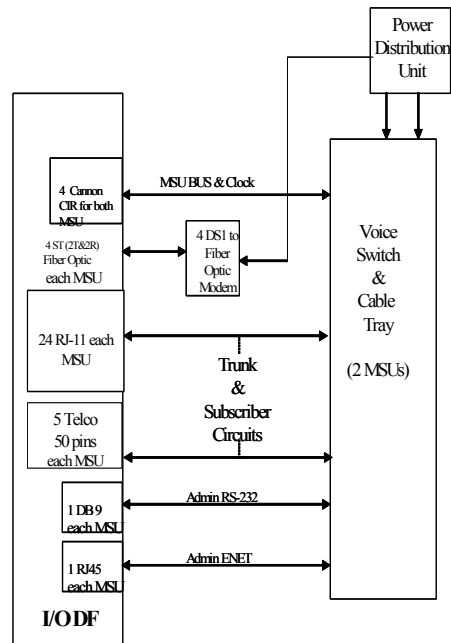 Power
Distribution
Unit
4 Cannon
CIR for both
MSU
MSU BUS & Clock
4 ST (2T&2R)
Fiber Optic
each MSU
4 DS1 to
Fiber
Optic
Modem
Voice
Switch
&
Cable
Tray
(2 MSUs)
24 RJ-11 each
MSU
Trunk
&
Subscriber
Circuits
5 Telco
50 pins
each MSU
1 DB9
each MSU
Admin RS-232
1 RJ45
each MSU
Admin ENET
I/ODF